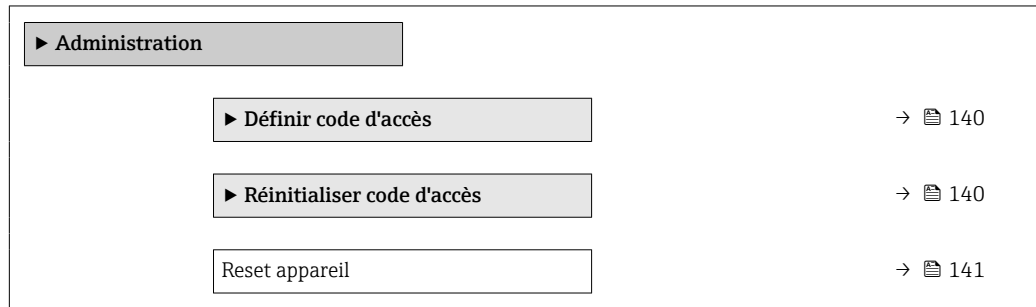 ▶ Administration
▶ Définir code d'accès → 140
▶ Réinitialiser code d'accès → 140
Reset appareil → 141